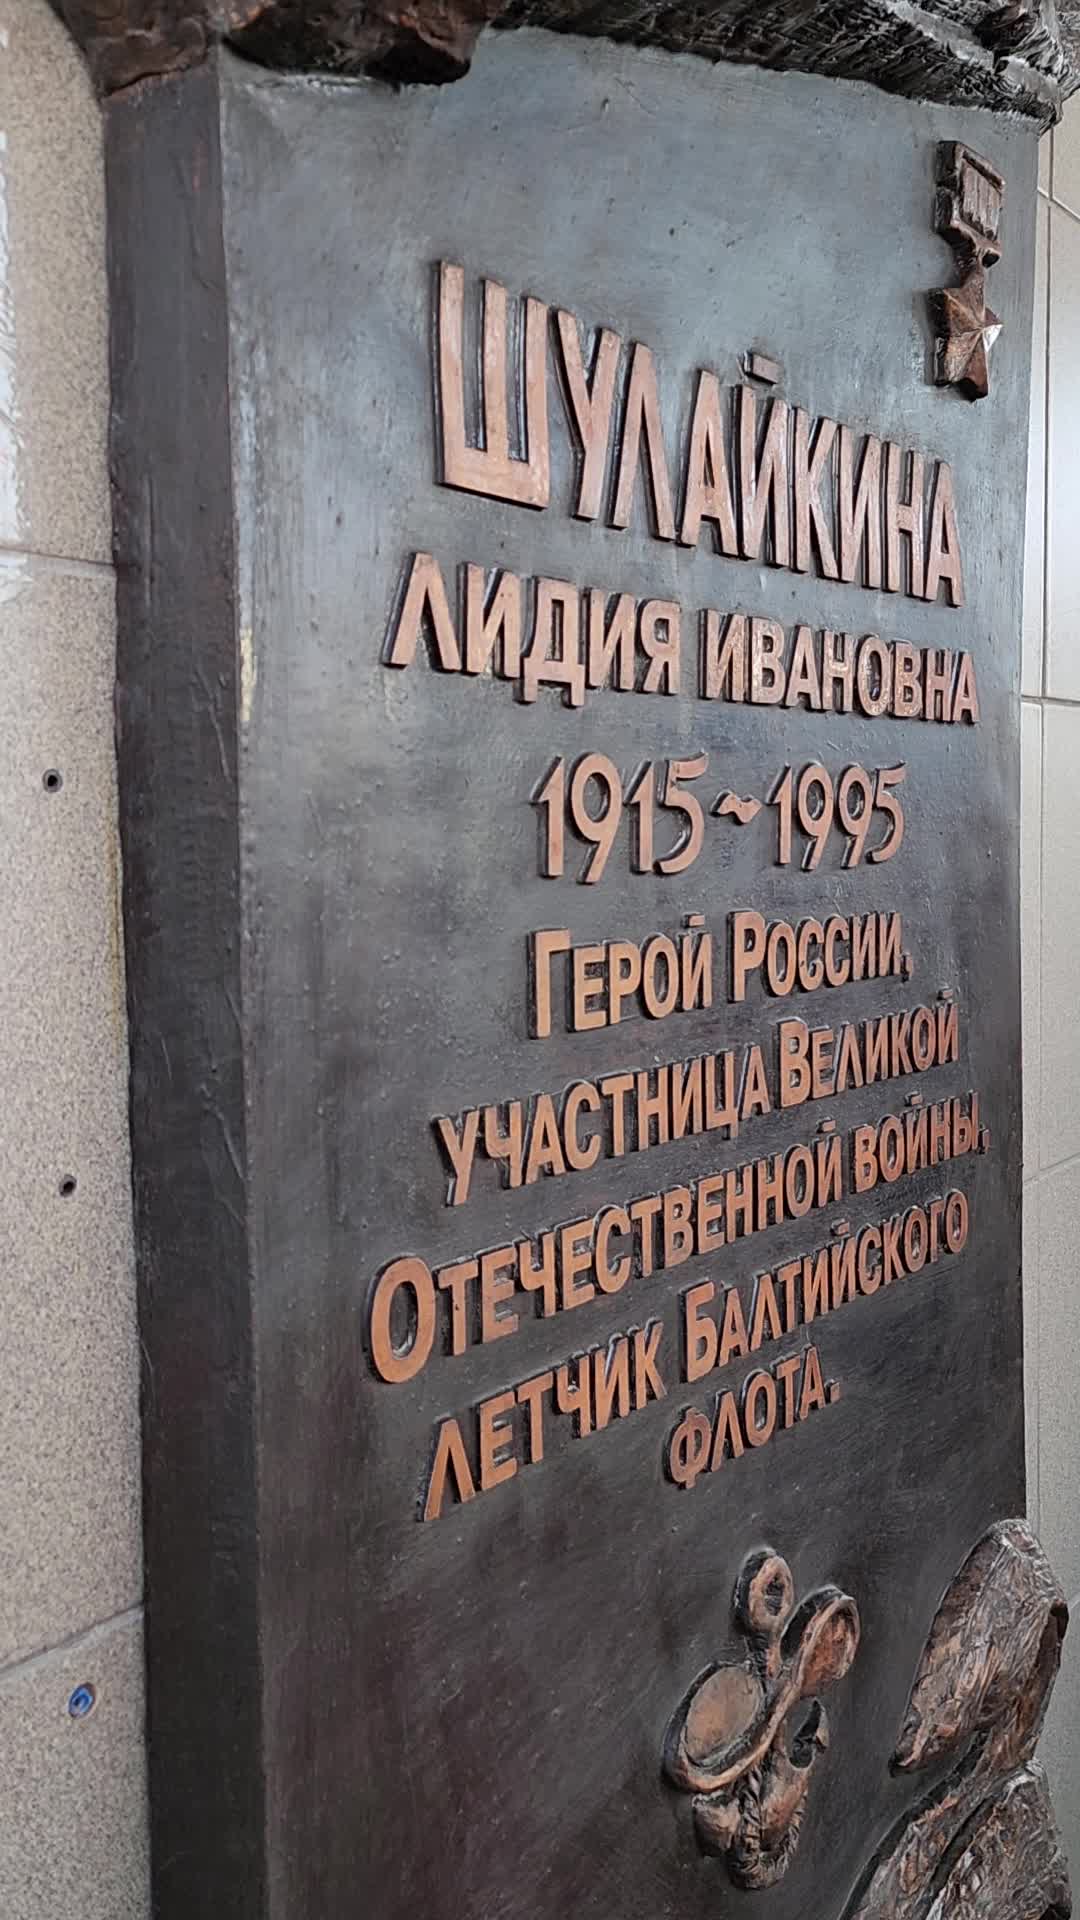 ШУЛАЙКИНА
ЛИДИЯ ИВАНОВНА
1915~1995
ГЕРОЙ РОССИИ,
УЧАСТНИЦА ВЕЛИКОЙ
ОТЕЧЕСТВЕННОЙ ВОЙНЫ,
ЛЕТЧИК БАЛТИЙСКОГО
ФЛОТА.